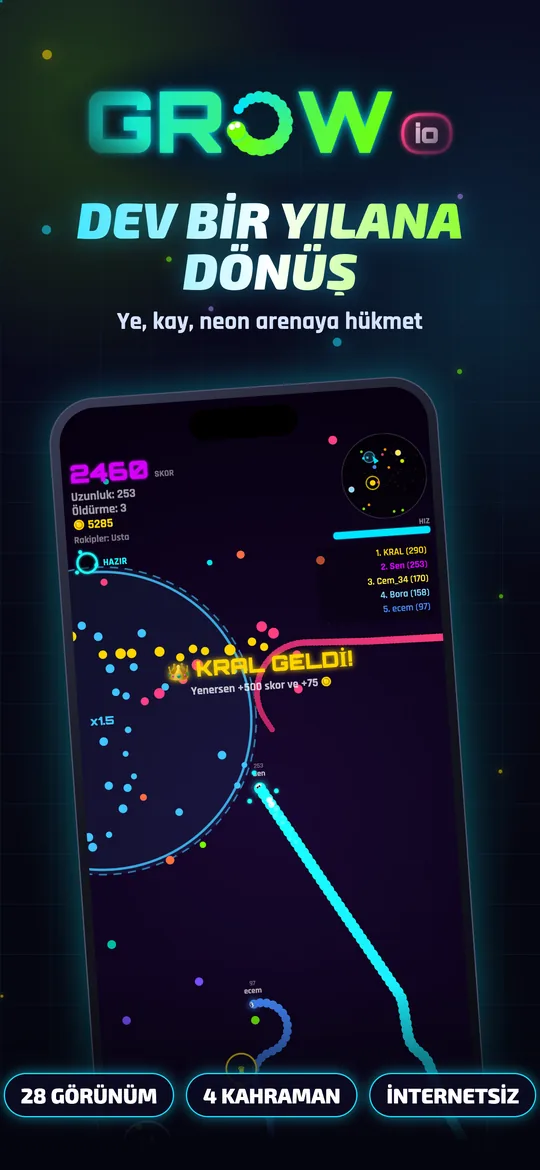 GROW io
DEV BİR YILANA
DÖNÜŞ
Ye, kay, neon arenaya hükmet
2460 SKOR
Uzunluk: 253
Öldürme: 3
5285
Rakipler: Usta
HAZIR
HIZ
1. KRAL (290)
2. Sen (253)
3. Cem_34 (170)
4. Bora (158)
5. ecem (97)
KRAL GELDİ!
Yenersen +500 skor ve +75
x1.5
253
Sen
97
ecem
28 GÖRÜNÜM
4 KAHRAMAN
İNTERNETSİZ